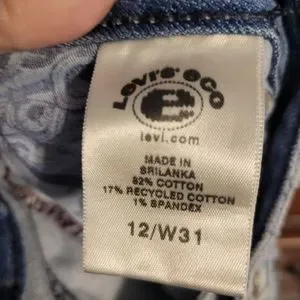 Levi's® eco
levi.com
MADE IN
SRILANKA
82% COTTON
17% RECYCLED COTTON
1% SPANDEX
12/W31